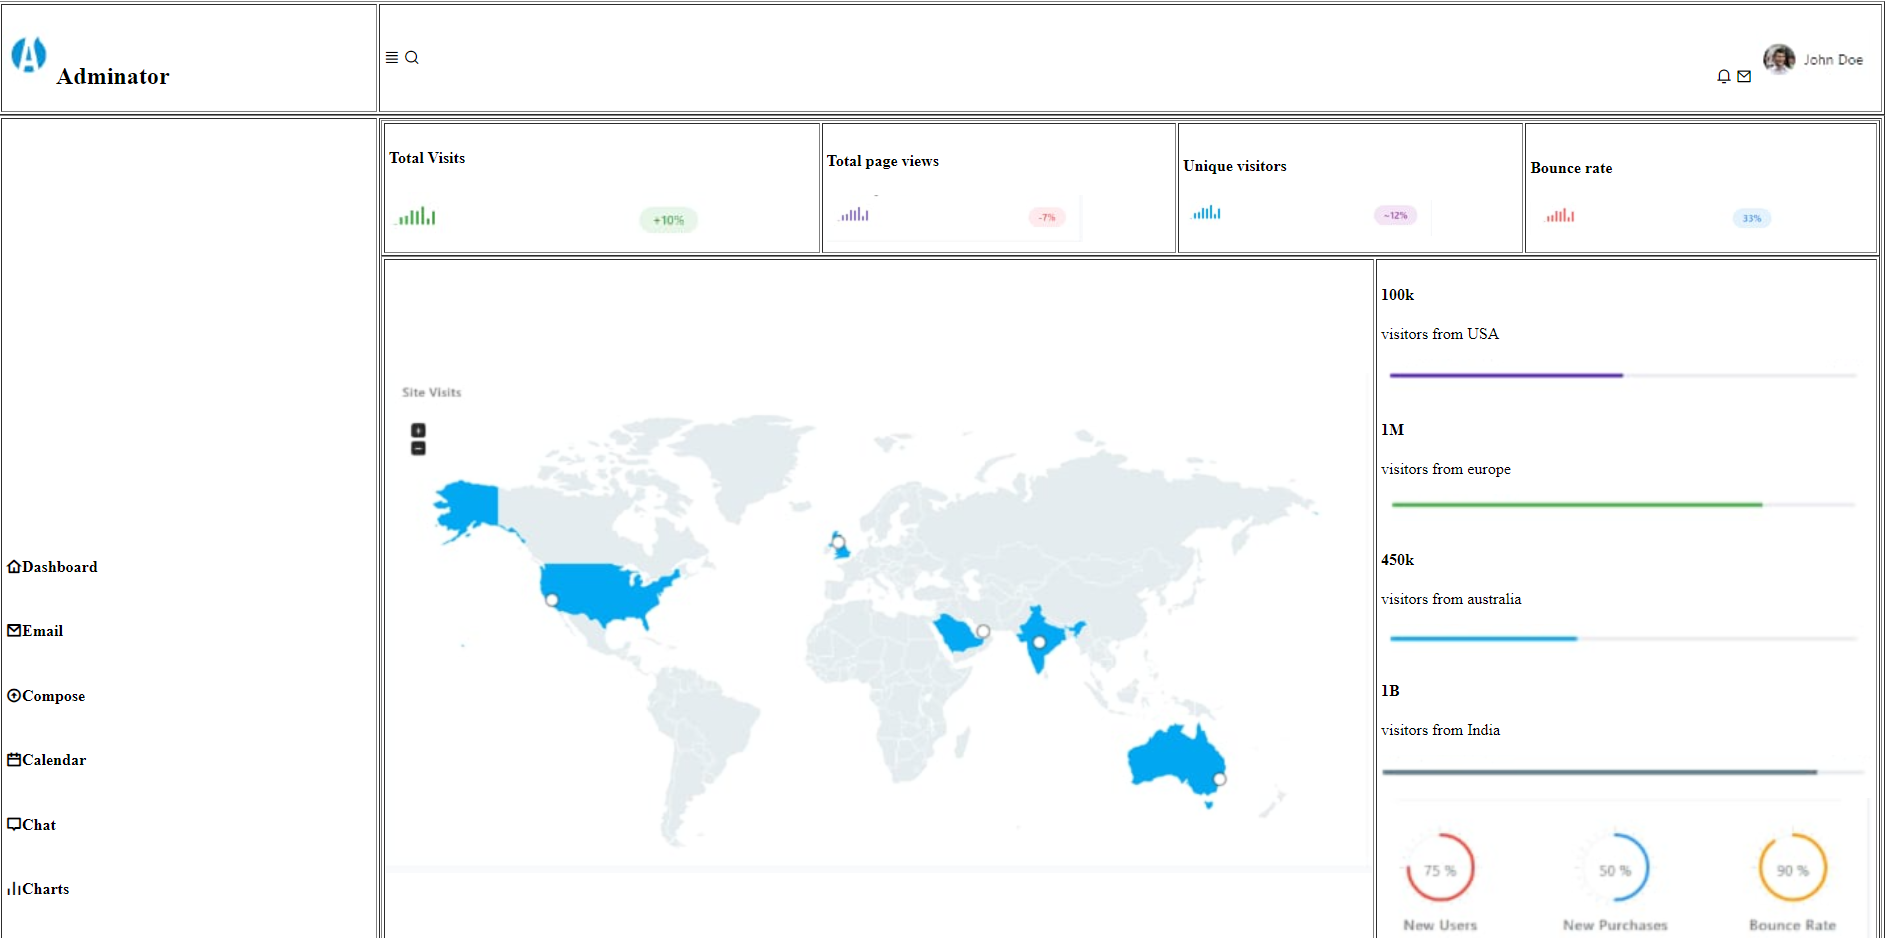 Adminator
John Doe
Total Visits
+10%
Total page views
-7%
Unique visitors
~12%
Bounce rate
33%
Dashboard
Email
Compose
Calendar
Chat
Charts
Site Visits
100k
visitors from USA
1M
visitors from europe
450k
visitors from australia
1B
visitors from India
75 %
50 %
90 %
New Users
New Purchases
Bounce Rate